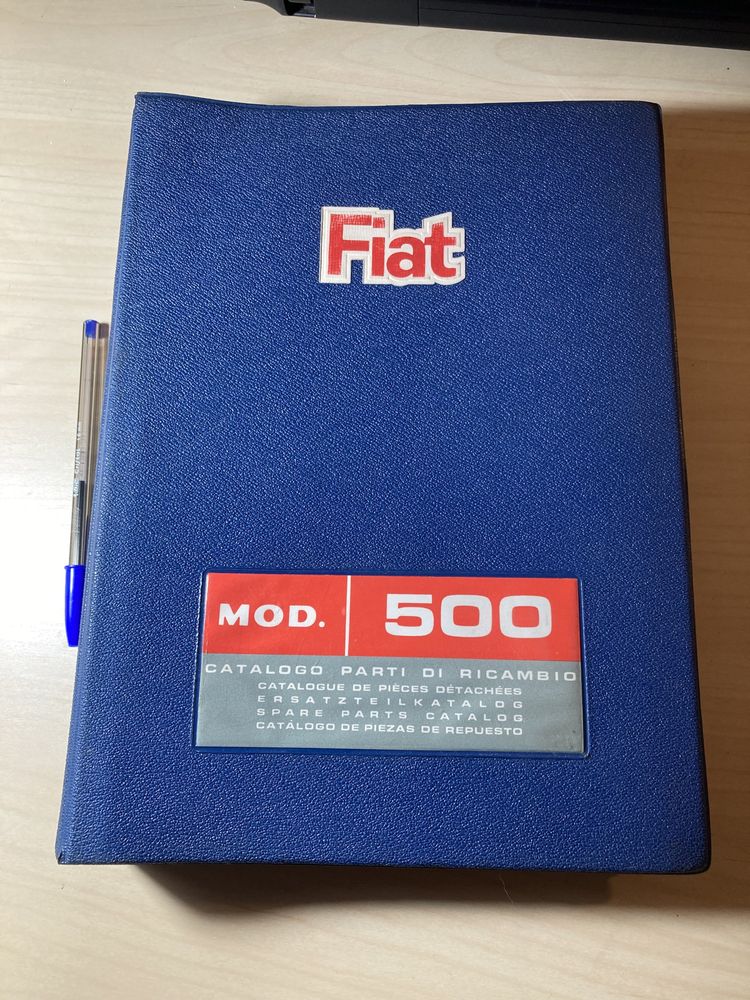 Fiat
MOD. 500
CATALOGO PARTI DI RICAMBIO
CATALOGUE DE PIÈCES DÉTACHÉES
ERSATZTEILKATALOG
SPARE PARTS CATALOG
CATÁLOGO DE PIEZAS DE REPUESTO